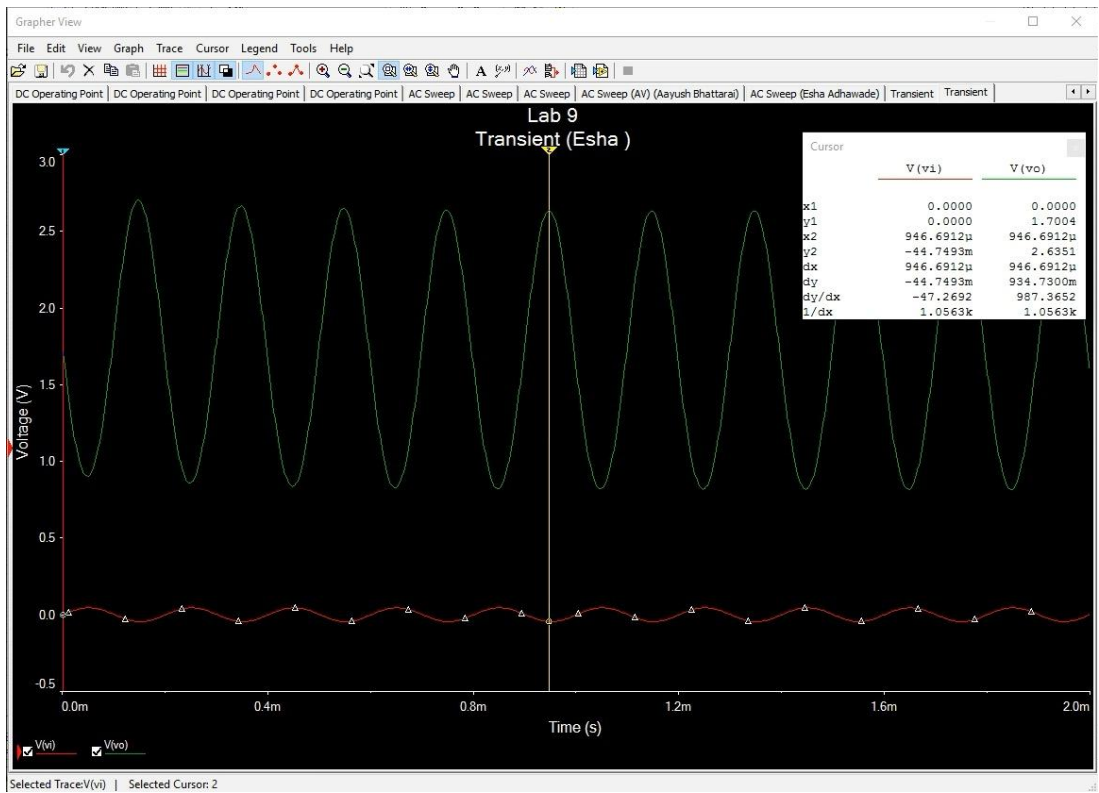 Grapher View
File Edit View Graph Trace Cursor Legend Tools Help
A
DC Operating Point DC Operating Point DC Operating Point DC Operating Point AC Sweep AC Sweep AC Sweep AC Sweep (AV) (Aayush Bhattarai) AC Sweep (Esha Adhawade) Transient Transient
Lab 9
Transient (Esha )
Cursor
V(vi) V(vo)
x1 0.0000 0.0000
y1 0.0000 1.7004
x2 946.6912µ 946.6912µ
y2 -44.7493m 2.6351
dx 946.6912µ 946.6912µ
dy -44.7493m 934.7300m
dy/dx -47.2692 987.3652
1/dx 1.0563k 1.0563k
1
2
3.0
2.5
2.0
1.5
1.0
0.5
0.0
-0.5
Voltage (V)
0.0m 0.4m 0.8m 1.2m 1.6m 2.0m
Time (s)
V(vi) V(vo)
Selected Trace:V(vi) | Selected Cursor: 2